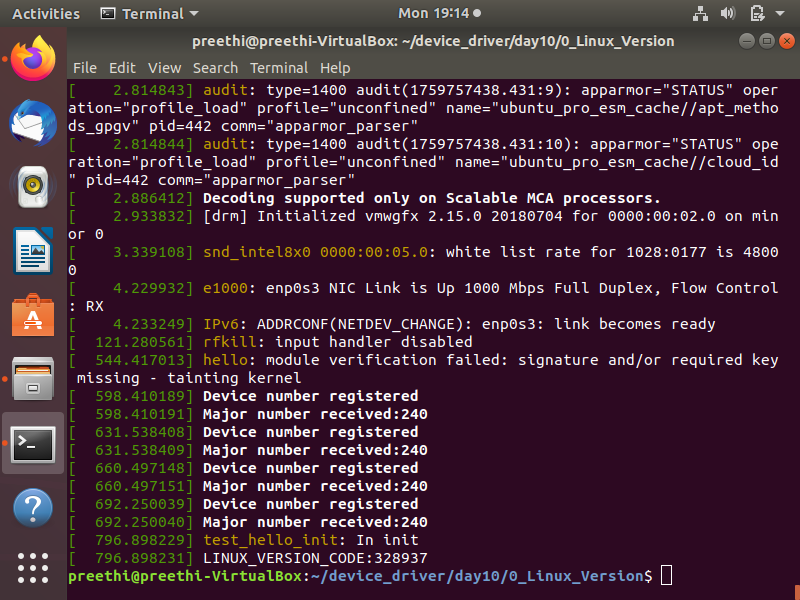 Activities
Terminal
Mon 19:14
preethi@preethi-VirtualBox: ~/device_driver/day10/0_Linux_Version
File Edit View Search Terminal Help
[    2.814843] audit: type=1400 audit(1759757438.431:9): apparmor="STATUS" oper
ation="profile_load" profile="unconfined" name="ubuntu_pro_esm_cache//apt_metho
ds_gpgv" pid=442 comm="apparmor_parser"
[    2.814844] audit: type=1400 audit(1759757438.431:10): apparmor="STATUS" ope
ration="profile_load" profile="unconfined" name="ubuntu_pro_esm_cache//cloud_id
" pid=442 comm="apparmor_parser"
[    2.886412] Decoding supported only on Scalable MCA processors.
[    2.933832] [drm] Initialized vmwgfx 2.15.0 20180704 for 0000:00:02.0 on min
or 0
[    3.339108] snd_intel8x0 0000:00:05.0: white list rate for 1028:0177 is 4800
0
[    4.229932] e1000: enp0s3 NIC Link is Up 1000 Mbps Full Duplex, Flow Control
: RX
[    4.233249] IPv6: ADDRCONF(NETDEV_CHANGE): enp0s3: link becomes ready
[  121.280561] rfkill: input handler disabled
[  544.417013] hello: module verification failed: signature and/or required key
 missing - tainting kernel
[  598.410189] Device number registered
[  598.410191] Major number received:240
[  631.538408] Device number registered
[  631.538409] Major number received:240
[  660.497148] Device number registered
[  660.497151] Major number received:240
[  692.250039] Device number registered
[  692.250040] Major number received:240
[  796.898229] test_hello_init: In init
[  796.898231] LINUX_VERSION_CODE:328937
preethi@preethi-VirtualBox:~/device_driver/day10/0_Linux_Version$